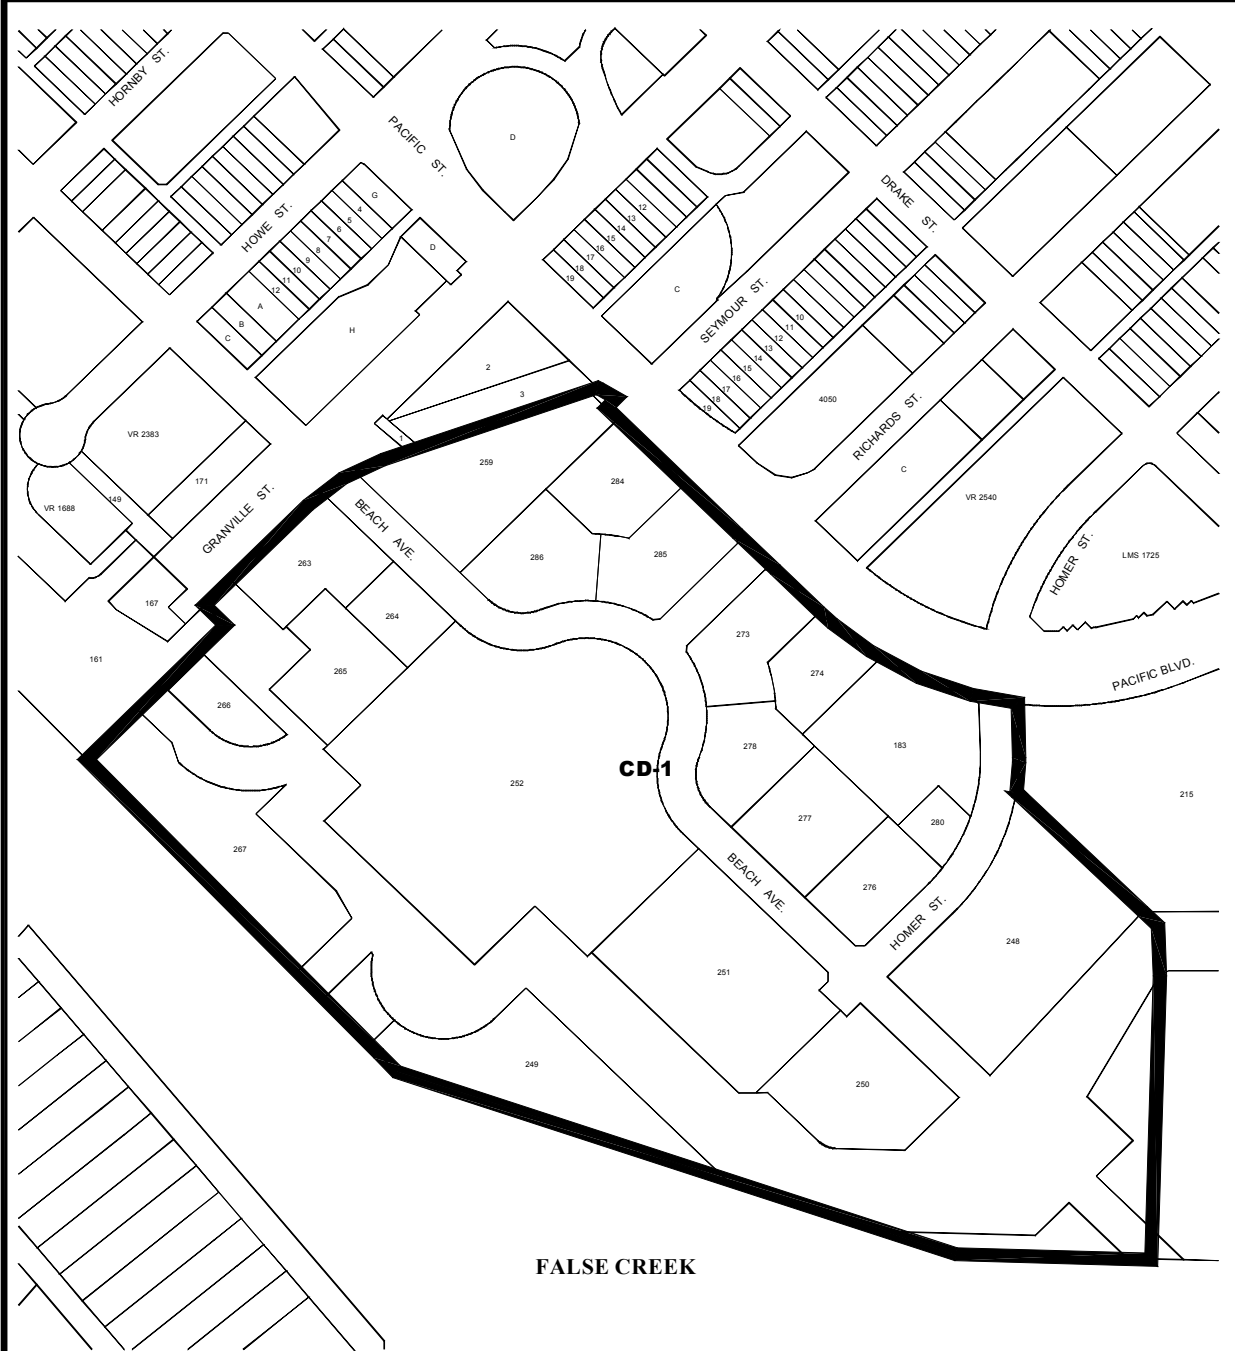 HORNBY ST.
PACIFIC ST.
D
DRAKE ST.
HOWE ST.
G
4
5
6
7
8
9
10
11
12
A
B
C
D
H
12
13
14
15
16
17
18
19
C
SEYMOUR ST.
10
11
12
13
14
15
16
17
18
19
4050
RICHARDS ST.
C
VR 2540
HOMER ST.
LMS 1725
PACIFIC BLVD.
2
3
1
VR 2383
171
149
VR 1688
GRANVILLE ST.
167
161
BEACH AVE.
259
284
286
285
263
264
265
266
273
274
278
183
CD-1
252
277
280
276
215
267
BEACH AVE.
HOMER ST.
248
251
249
250
FALSE CREEK